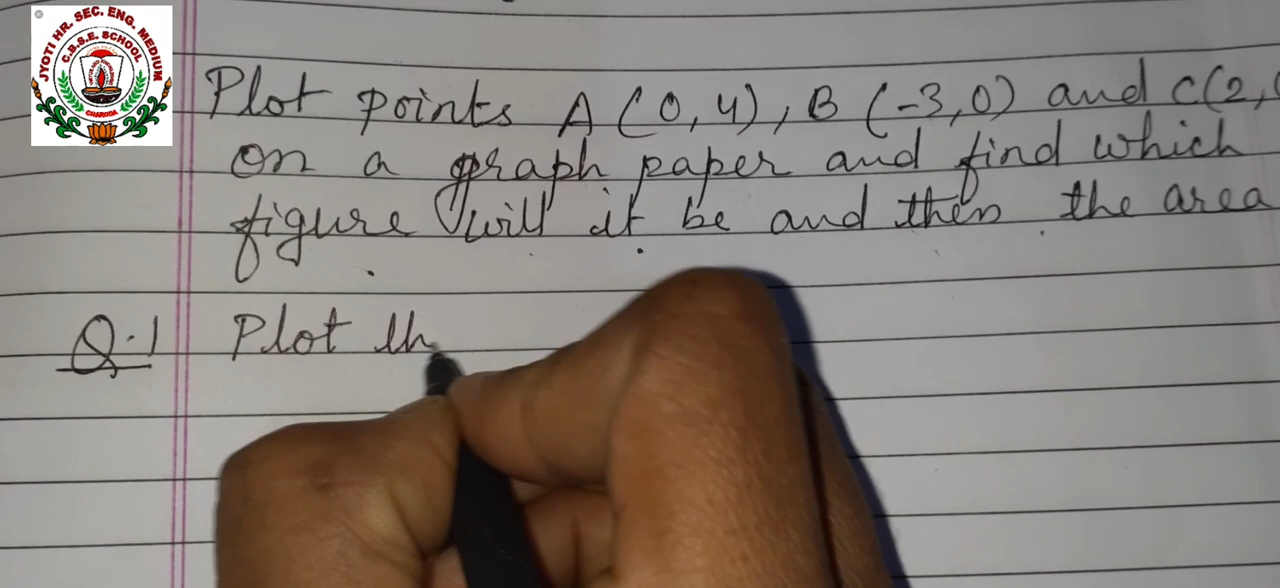 JYOTI HR. SEC. ENG. MEDIUM
C.B.S.E. SCHOOL
CHARODA
Plot points A (0,4), B (-3,0) and C(2,
on a graph paper and find which
figure will it be and then the area
Q.1 Plot th